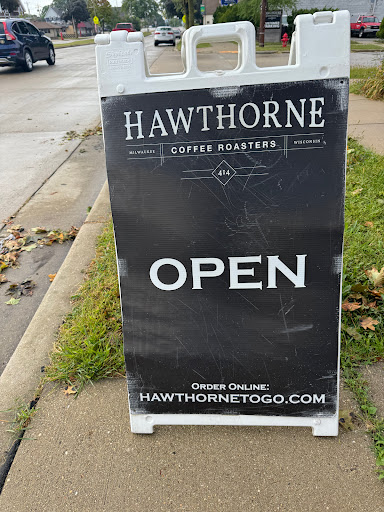 HAWTHORNE
MILWAUKEE COFFEE ROASTERS WISCONSIN
414
OPEN
ORDER ONLINE:
HAWTHORNETOGO.COM